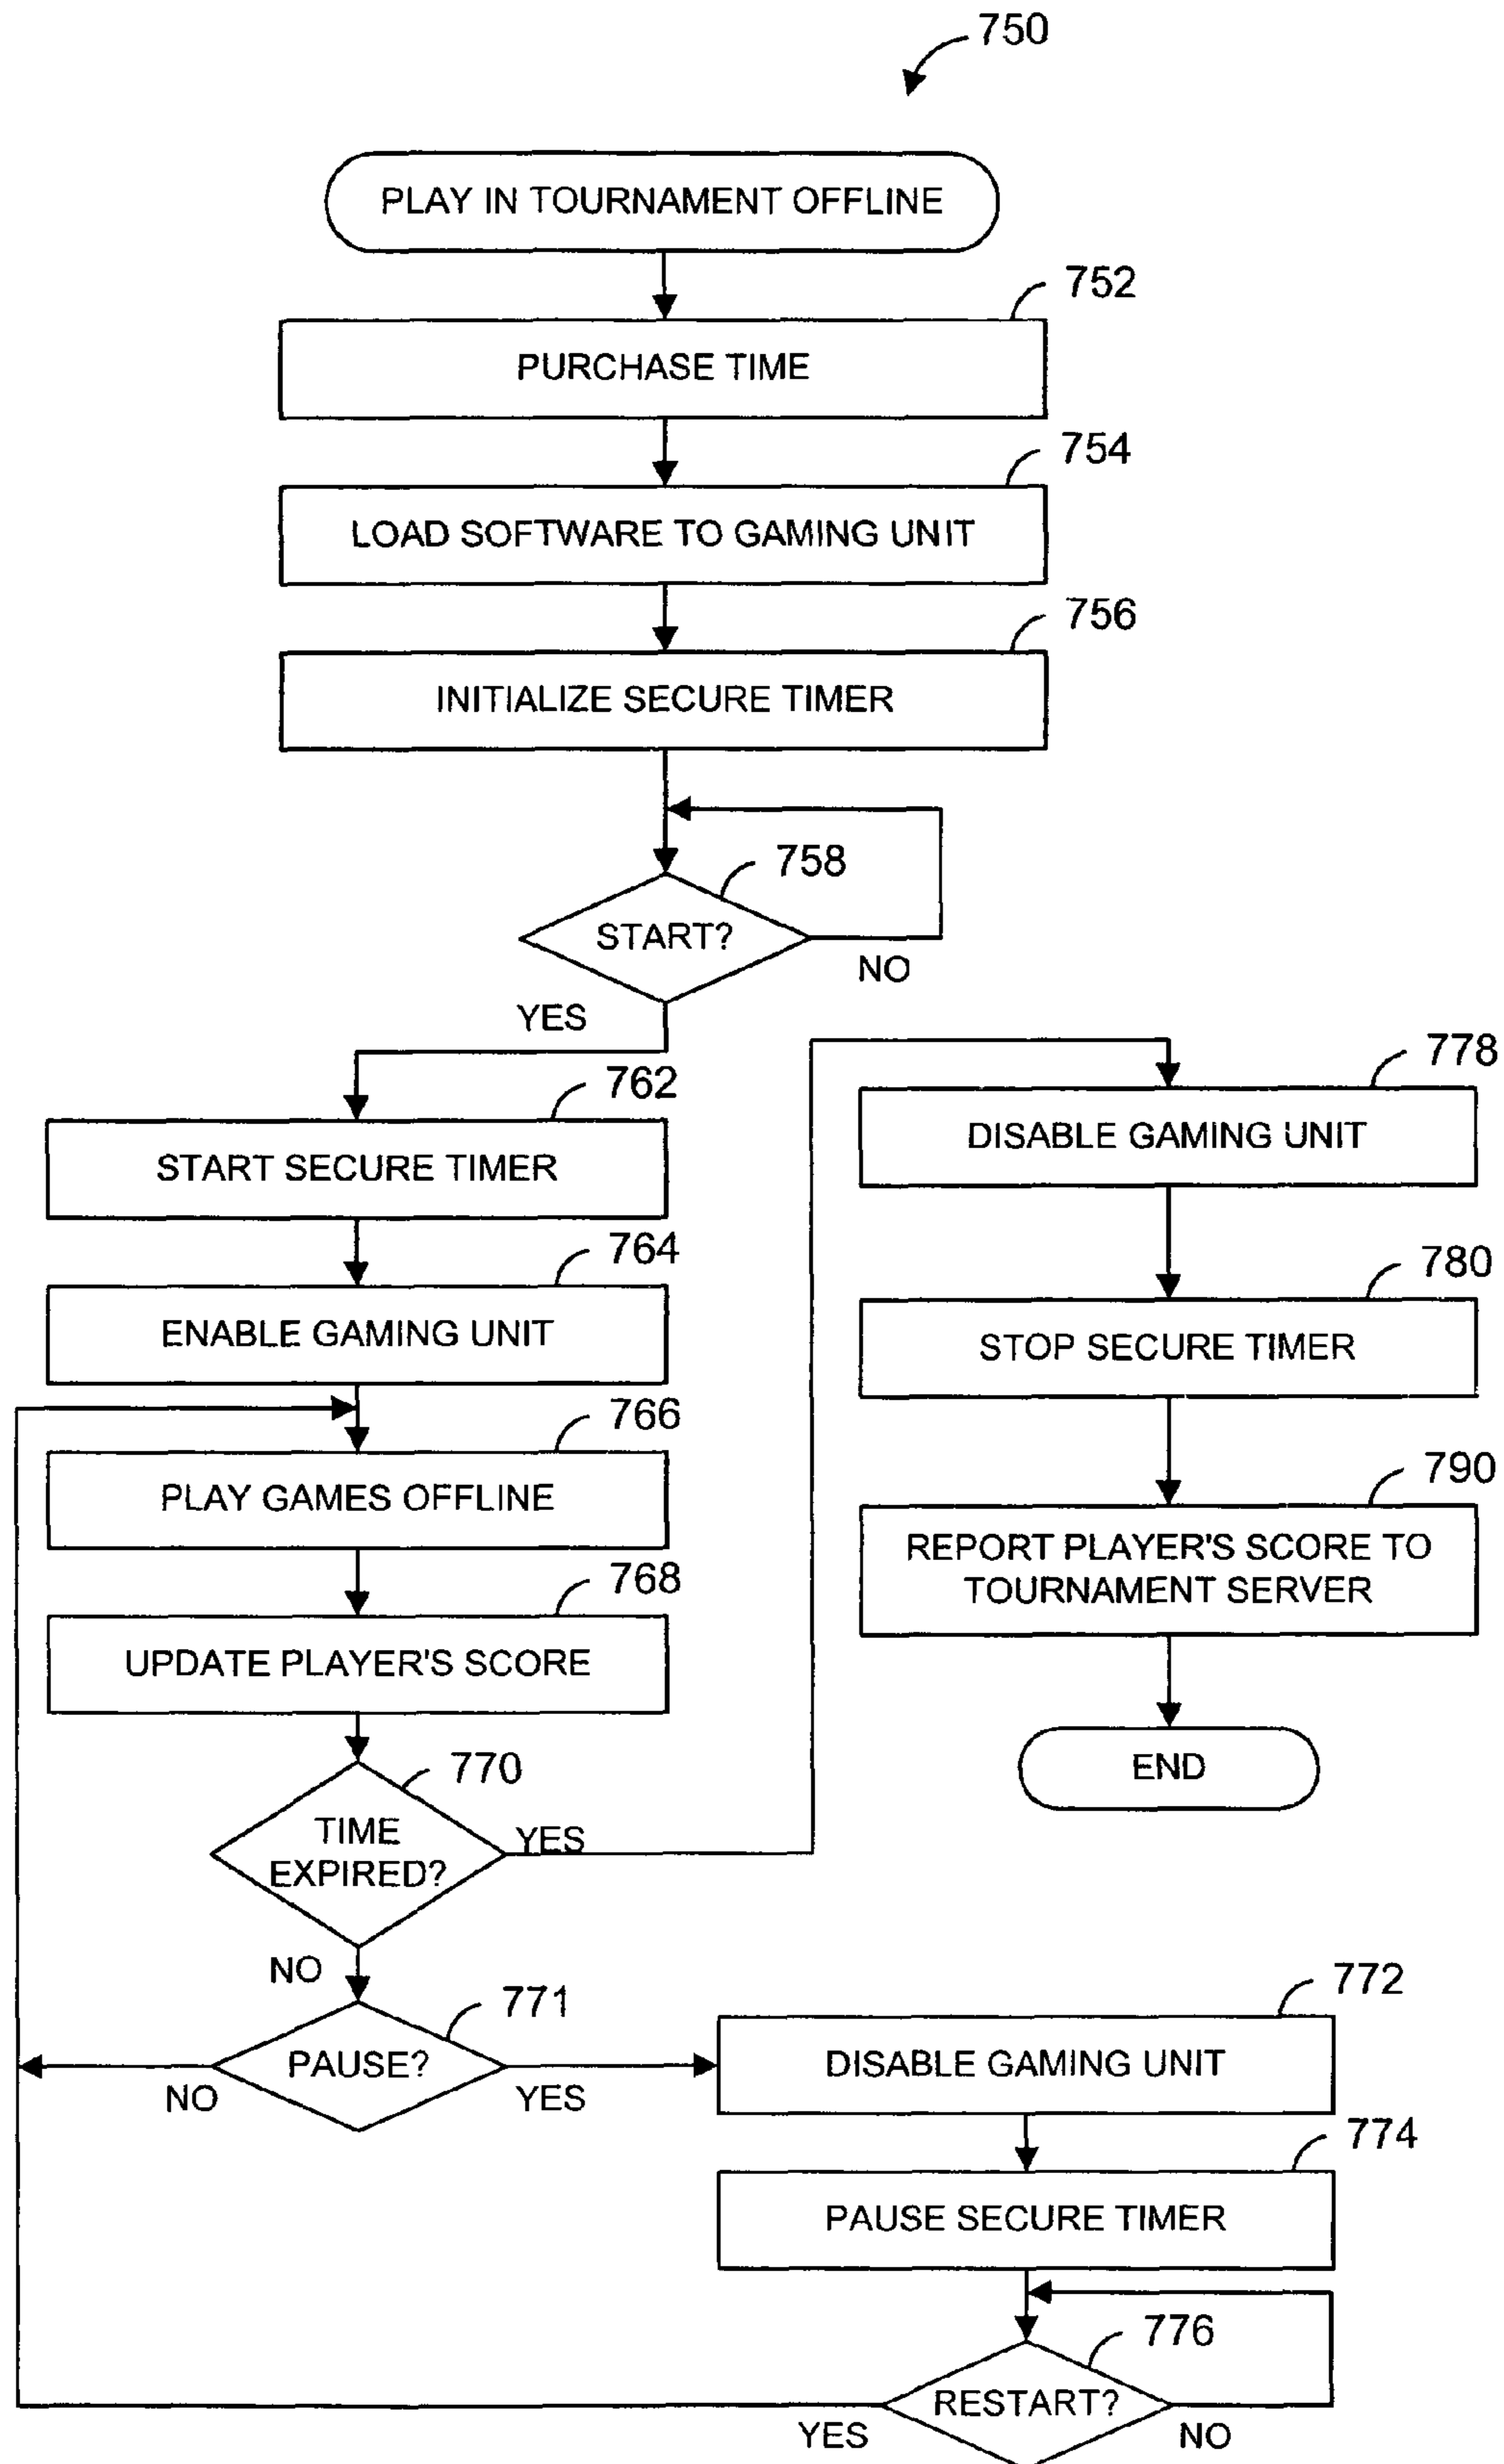 750
PLAY IN TOURNAMENT OFFLINE
752
PURCHASE TIME
754
LOAD SOFTWARE TO GAMING UNIT
756
INITIALIZE SECURE TIMER
758
START?
NO
YES
762
START SECURE TIMER
764
ENABLE GAMING UNIT
766
PLAY GAMES OFFLINE
768
UPDATE PLAYER'S SCORE
770
TIME
EXPIRED?
YES
NO
771
PAUSE?
NO
YES
772
DISABLE GAMING UNIT
774
PAUSE SECURE TIMER
776
RESTART?
YES
NO
778
DISABLE GAMING UNIT
780
STOP SECURE TIMER
790
REPORT PLAYER'S SCORE TO
TOURNAMENT SERVER
END